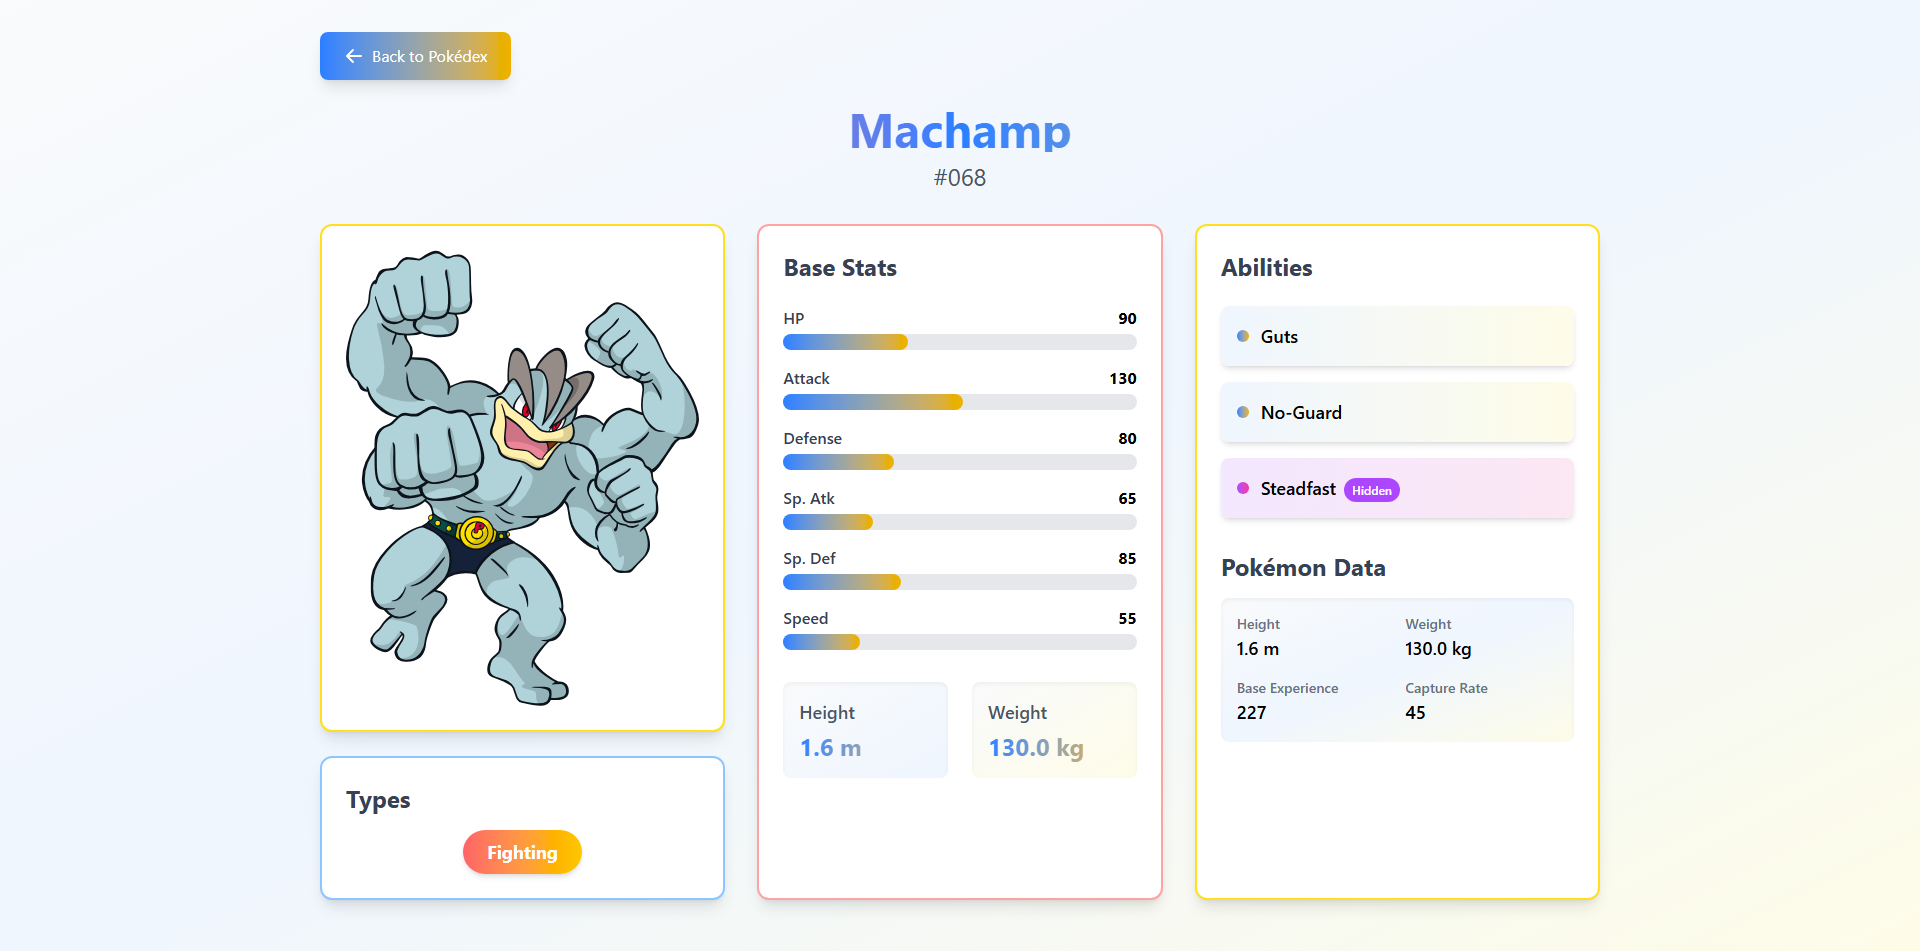 Back to Pokédex
Machamp
#068
Types
Fighting
Base Stats
HP 90
Attack 130
Defense 80
Sp. Atk 65
Sp. Def 85
Speed 55
Height Weight
1.6 m 130.0 kg
Abilities
Guts
No-Guard
Steadfast Hidden
Pokémon Data
Height Weight
1.6 m 130.0 kg
Base Experience Capture Rate
227 45